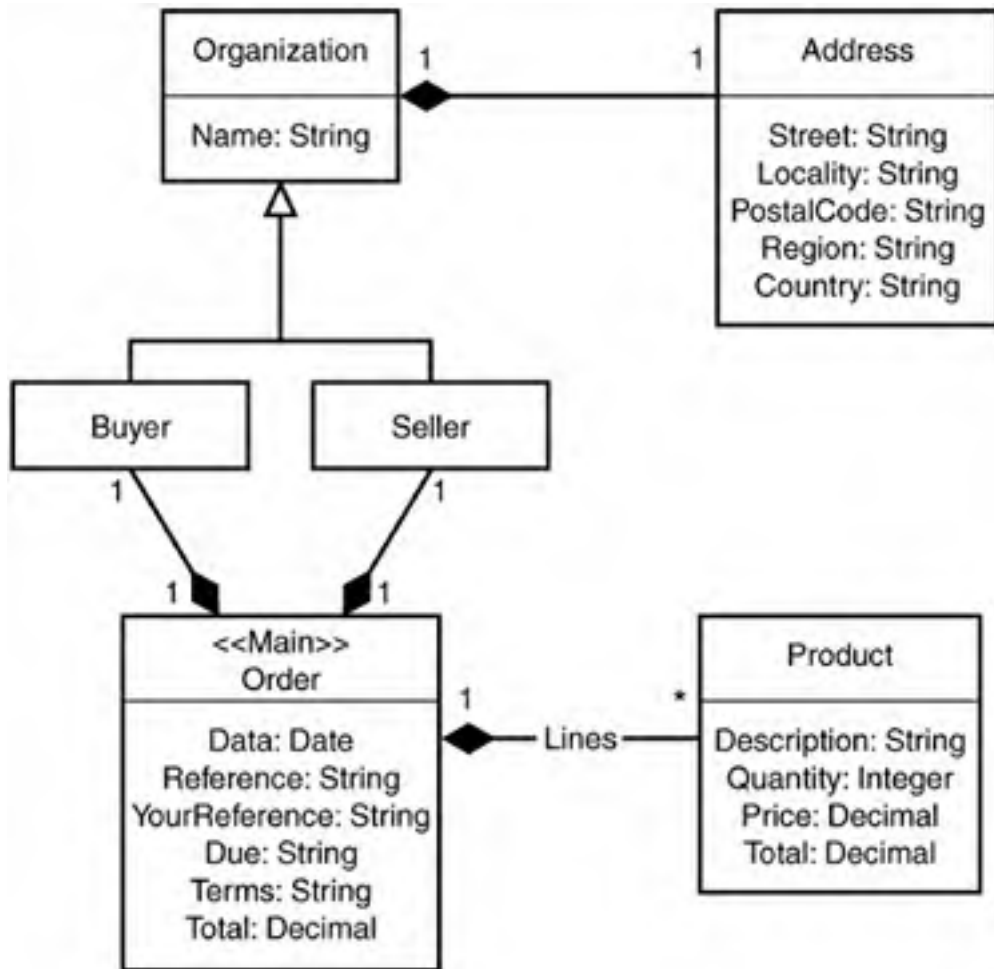 Organization
Name: String
1
1
Address
Street: String
Locality: String
PostalCode: String
Region: String
Country: String
Buyer
Seller
1
1
1
1
<<Main>>
Order
Data: Date
Reference: String
YourReference: String
Due: String
Terms: String
Total: Decimal
1
Lines
*
Product
Description: String
Quantity: Integer
Price: Decimal
Total: Decimal